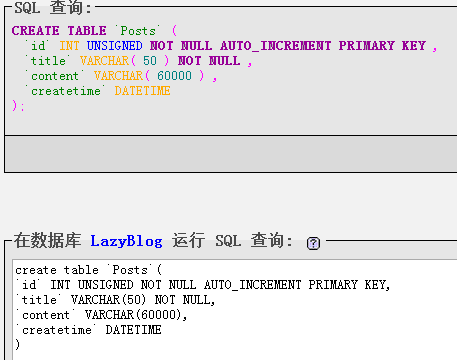 SQL 查询:
CREATE TABLE `Posts` (
`id` INT UNSIGNED NOT NULL AUTO_INCREMENT PRIMARY KEY ,
`title` VARCHAR( 50 ) NOT NULL ,
`content` VARCHAR( 60000 ) ,
`createtime` DATETIME
);
在数据库 LazyBlog 运行 SQL 查询: ?
create table `Posts`(
`id` INT UNSIGNED NOT NULL AUTO_INCREMENT PRIMARY KEY,
`title` VARCHAR(50) NOT NULL,
`content` VARCHAR(60000),
`createtime` DATETIME
)